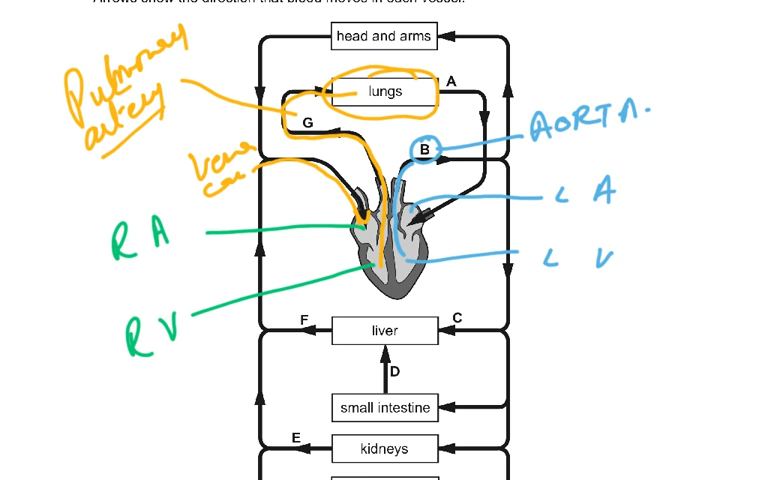 Arrows show the direction that blood moves in each vessel.
head and arms
Pulmonary
artery
lungs
A
G
B
AORTA.
Vena
cav
L A
R A
L V
R V
F
liver
C
D
small intestine
E
kidneys